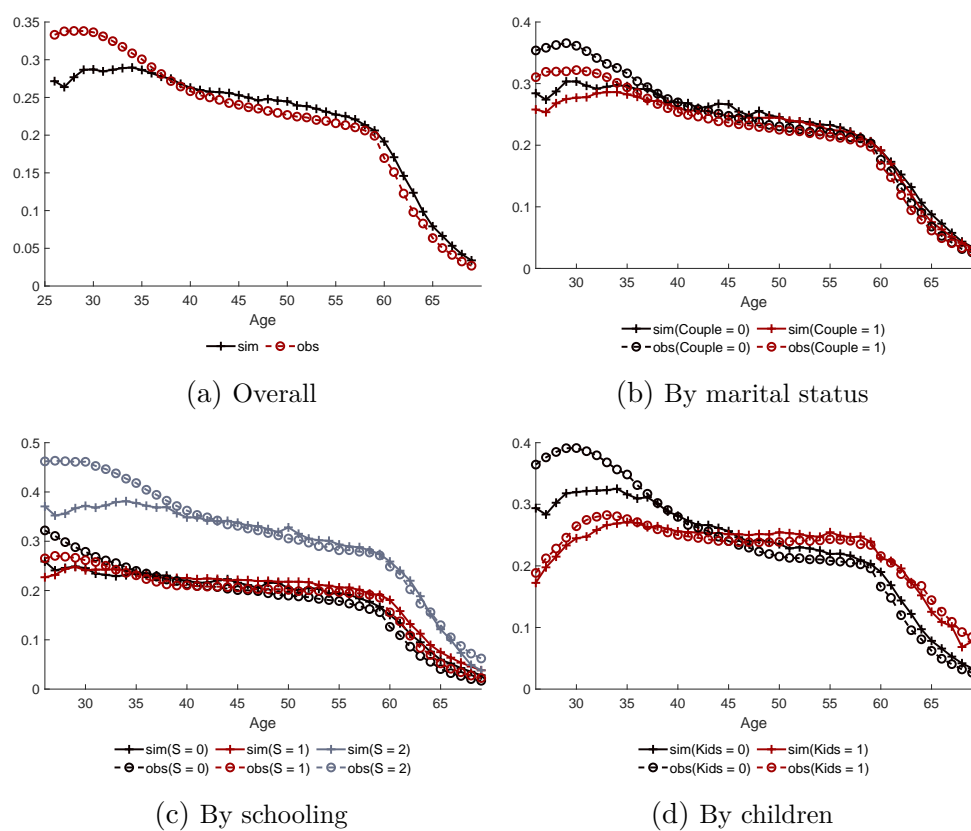 0.35
0.3
0.25
0.2
0.15
0.1
0.05
0
25 30 35 40 45 50 55 60 65
Age
sim obs
(a) Overall
0.4
0.3
0.2
0.1
0
30 35 40 45 50 55 60 65
Age
sim(Couple = 0) sim(Couple = 1)
obs(Couple = 0) obs(Couple = 1)
(b) By marital status
0.5
0.4
0.3
0.2
0.1
0
30 35 40 45 50 55 60 65
Age
sim(S = 0) sim(S = 1) sim(S = 2)
obs(S = 0) obs(S = 1) obs(S = 2)
(c) By schooling
0.4
0.3
0.2
0.1
0
30 35 40 45 50 55 60 65
Age
sim(Kids = 0) sim(Kids = 1)
obs(Kids = 0) obs(Kids = 1)
(d) By children